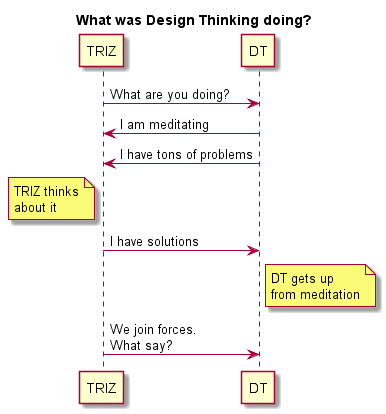 What was Design Thinking doing?
TRIZ
DT
What are you doing?
I am meditating
I have tons of problems
TRIZ thinks
about it
I have solutions
DT gets up
from meditation
We join forces.
What say?
TRIZ
DT